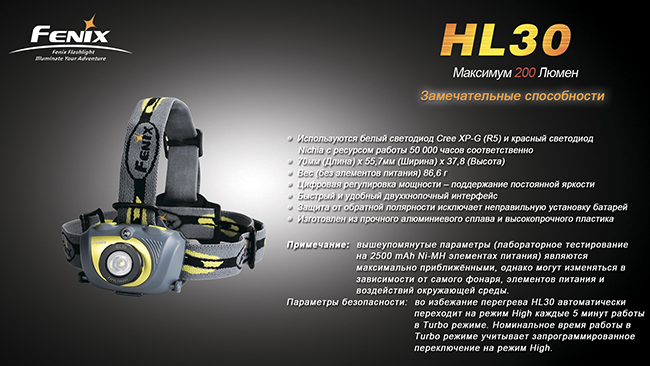 FENIX
Fenix Flashlight
Illuminate Your Adventure
HL30
Максимум 200 Люмен
Замечательные способности
FENIX
Используются белый светодиод Cree XP-G (R5) и красный светодиод
Nichia с ресурсом работы 50 000 часов соответственно
70мм (Длина) x 55,7мм (Ширина) x 37,8 (Высота)
Вес (без элементов питания) 86,6 г
Цифровая регулировка мощности – поддержание постоянной яркости
Быстрый и удобный двухкнопочный интерфейс
Защита от обратной полярности исключает неправильную установку батарей
Изготовлен из прочного алюминиевого сплава и высокопрочного пластика
Примечание: вышеупомянутые параметры (лабораторное тестирование
на 2500 mAh Ni-MH элементах питания) являются
максимально приближёнными, однако могут изменяться в
зависимости от самого фонаря, элементов питания и
воздействий окружающей среды.
Параметры безопасности: во избежание перегрева HL30 автоматически
переходит на режим High каждые 5 минут работы
в Turbo режиме. Номинальное время работы в
Turbo режиме учитывает запрограммированное
переключение на режим High.